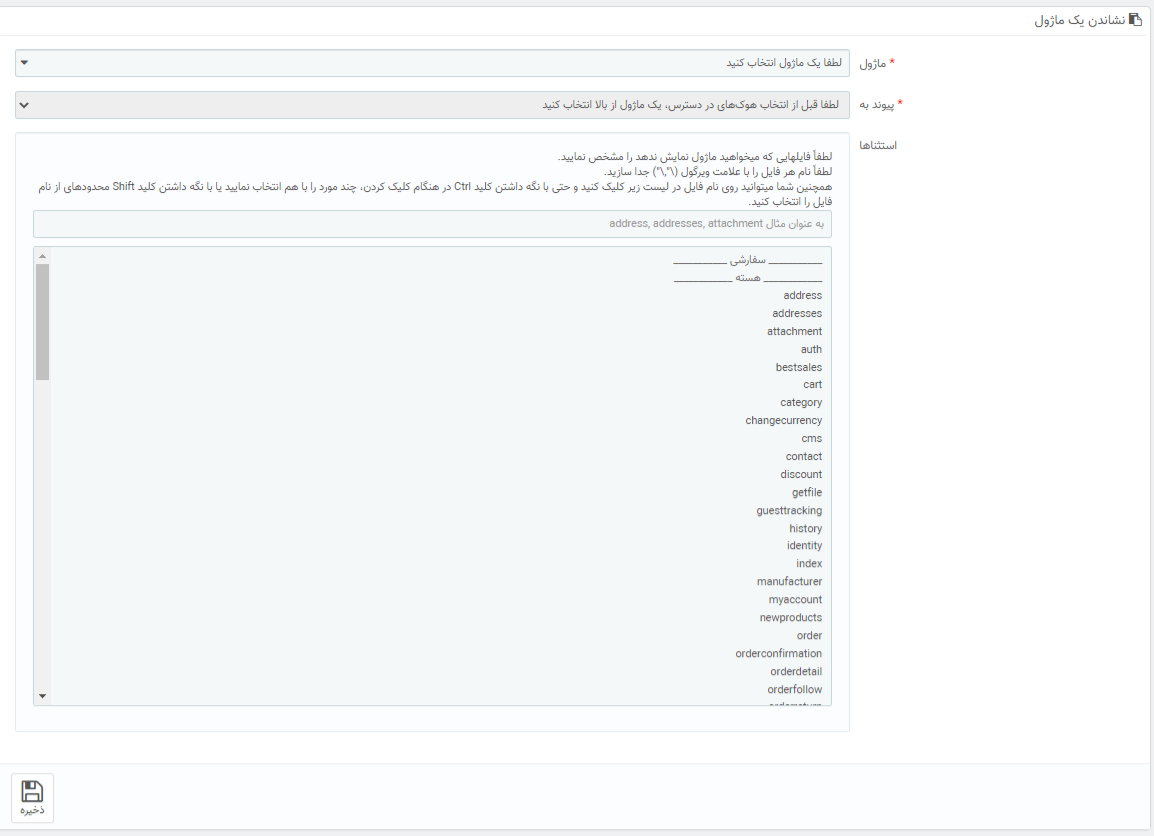 نشاندن یک ماژول
* ماژول
لطفا یک ماژول انتخاب کنید
* پیوند به
لطفا قبل از انتخاب هوک‌های در دسترس، یک ماژول از بالا انتخاب کنید
استثناها
لطفاً فایلهایی که میخواهید ماژول نمایش ندهد را مشخص نمایید.
لطفاً نام هر فایل را با علامت ویرگول (\",\") جدا سازید.
همچنین شما میتوانید روی نام فایل در لیست زیر کلیک کنید و حتی با نگه داشتن کلید Ctrl در هنگام کلیک کردن، چند مورد را با هم انتخاب نمایید یا با نگه داشتن کلید Shift محدوده‎ای از نام
فایل را انتخاب کنید.
به عنوان مثال address, addresses, attachment
___________ سفارشی ___________
____________ هسته ____________
address
addresses
attachment
auth
bestsales
cart
category
changecurrency
cms
contact
discount
getfile
guesttracking
history
identity
index
manufacturer
myaccount
newproducts
order
orderconfirmation
orderdetail
orderfollow
ذخیره